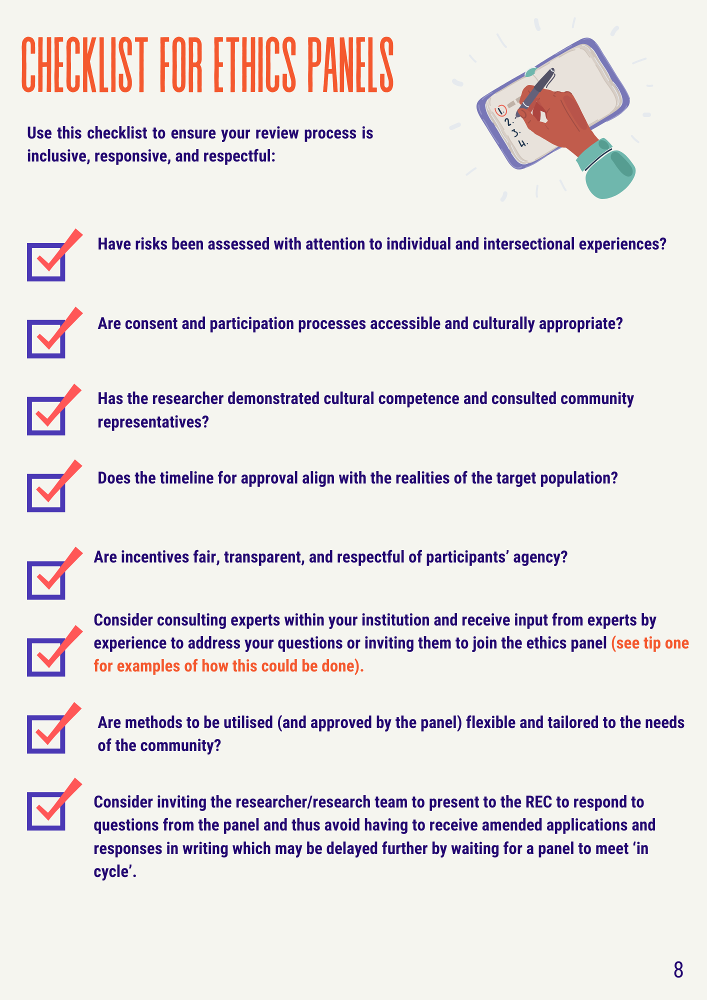 CHECKLIST FOR ETHICS PANELS
Use this checklist to ensure your review process is
inclusive, responsive, and respectful:
1.
2.
3.
4.
Have risks been assessed with attention to individual and intersectional experiences?
Are consent and participation processes accessible and culturally appropriate?
Has the researcher demonstrated cultural competence and consulted community
representatives?
Does the timeline for approval align with the realities of the target population?
Are incentives fair, transparent, and respectful of participants’ agency?
Consider consulting experts within your institution and receive input from experts by
experience to address your questions or inviting them to join the ethics panel (see tip one
for examples of how this could be done).
Are methods to be utilised (and approved by the panel) flexible and tailored to the needs
of the community?
Consider inviting the researcher/research team to present to the REC to respond to
questions from the panel and thus avoid having to receive amended applications and
responses in writing which may be delayed further by waiting for a panel to meet ‘in
cycle’.
8